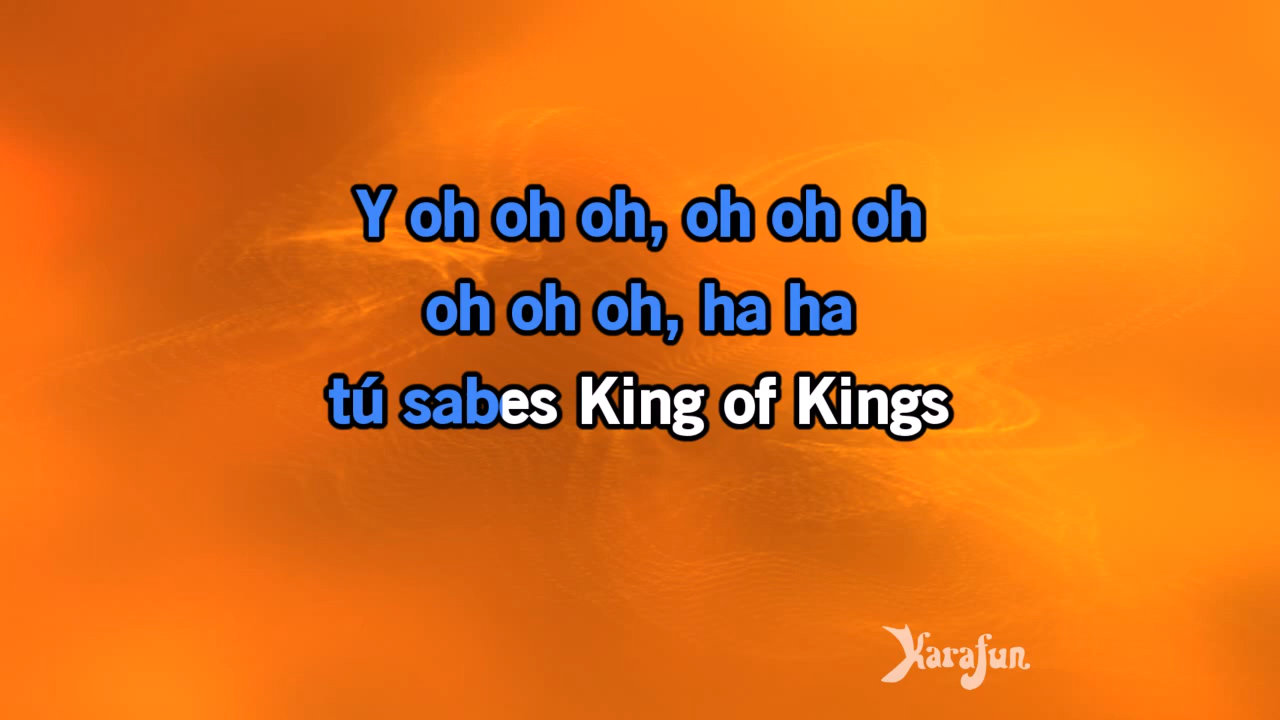 Y oh oh oh, oh oh oh
oh oh oh, ha ha
tú sabes King of Kings
Karafun